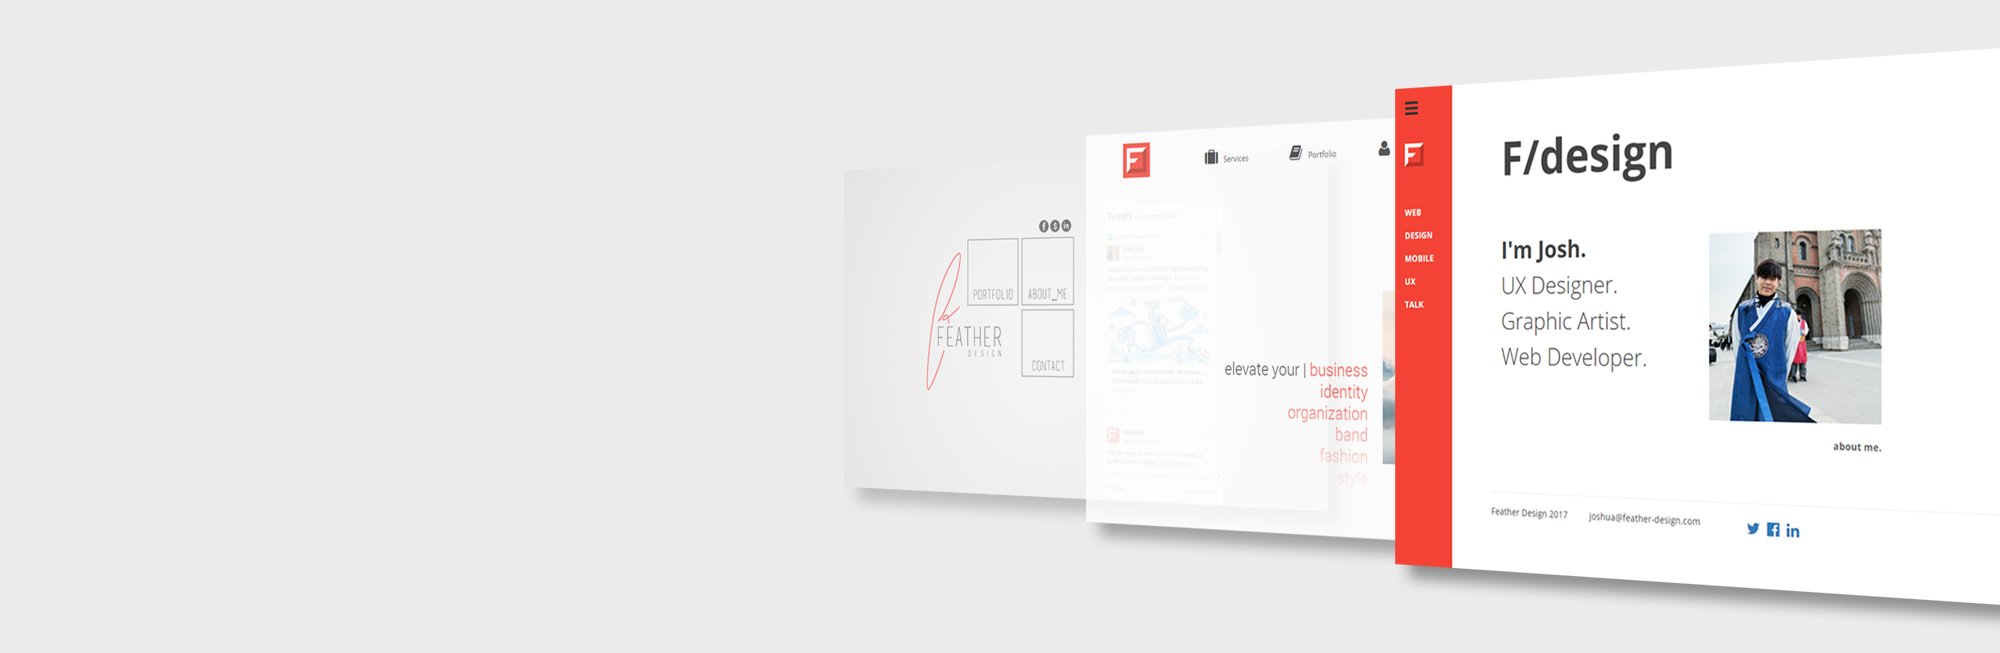 PORTFOLIO
ABOUT_ME
FEATHER
DESIGN
CONTACT
F
Services
Portfolio
Tweets
elevate your | business
identity
organization
band
fashion
style
F
WEB
DESIGN
MOBILE
UX
TALK
F/design
I'm Josh.
UX Designer.
Graphic Artist.
Web Developer.
about me.
Feather Design 2017
joshua@feather-design.com